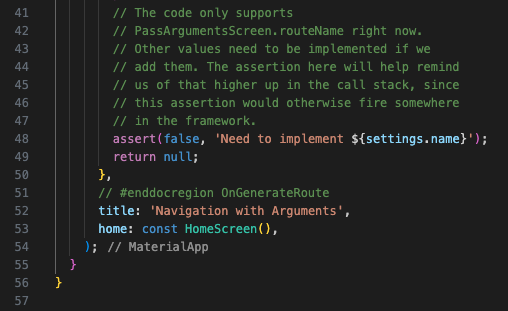 41 // The code only supports
42 // PassArgumentsScreen.routeName right now.
43 // Other values need to be implemented if we
44 // add them. The assertion here will help remind
45 // us of that higher up in the call stack, since
46 // this assertion would otherwise fire somewhere
47 // in the framework.
48 assert(false, 'Need to implement ${settings.name}');
49 return null;
50 },
51 // #enddocregion OnGenerateRoute
52 title: 'Navigation with Arguments',
53 home: const HomeScreen(),
54 ); // MaterialApp
55 }
56 }
57